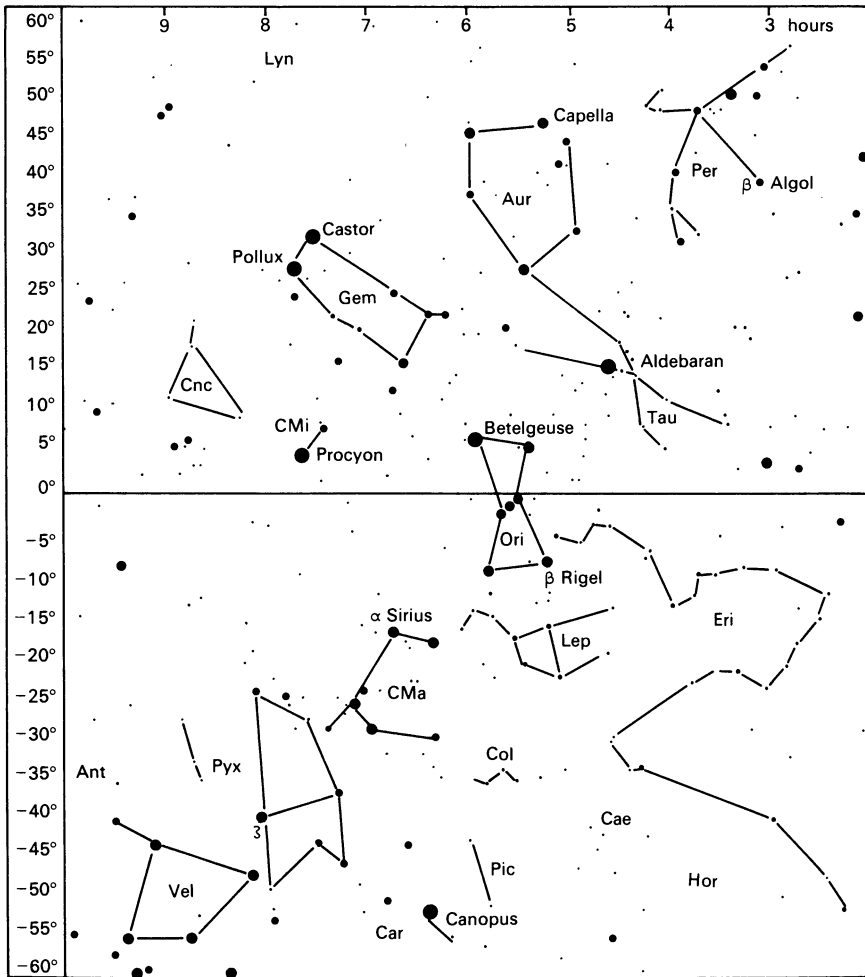 60°
9 8 7 6 5 4 3 hours
Lyn
55°
50°
Capella
45°
Per
40°
β Algol
Aur
35°
Castor
30°
Pollux
Gem
25°
20°
Aldebaran
15°
Cnc
10°
Tau
CMi
Betelgeuse
5°
Procyon
0°
−5°
Ori
−10°
β Rigel
−15°
α Sirius
Lep
Eri
−20°
−25°
CMa
−30°
Col
Ant
Pyx
−35°
−40°
Cae
ζ
−45°
Pic
Hor
Vel
−50°
Canopus
Car
−55°
−60°